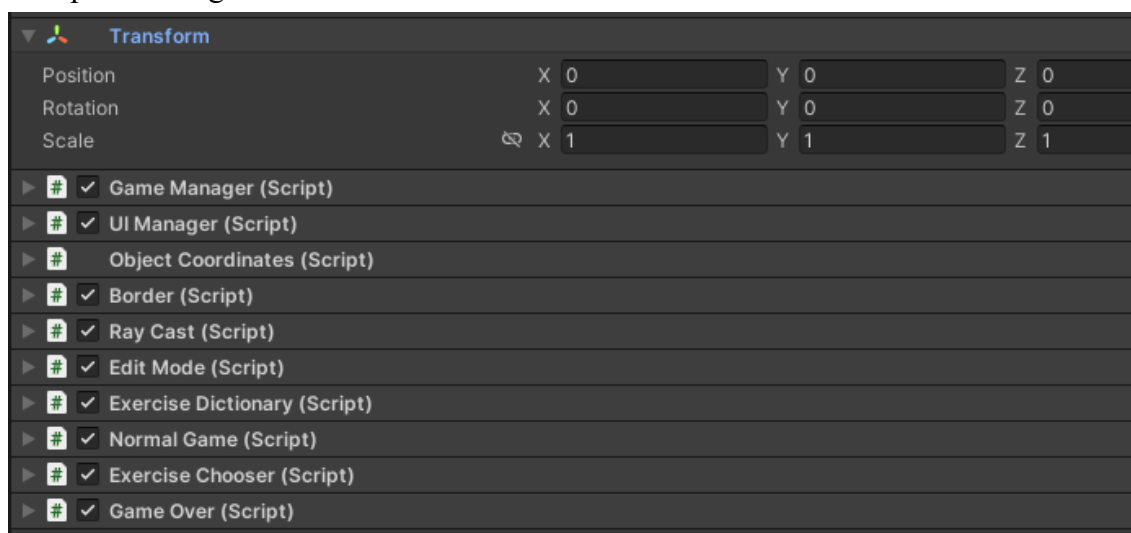 Transform
Position X 0 Y 0 Z 0
Rotation X 0 Y 0 Z 0
Scale X 1 Y 1 Z 1
# Game Manager (Script)
# UI Manager (Script)
# Object Coordinates (Script)
# Border (Script)
# Ray Cast (Script)
# Edit Mode (Script)
# Exercise Dictionary (Script)
# Normal Game (Script)
# Exercise Chooser (Script)
# Game Over (Script)